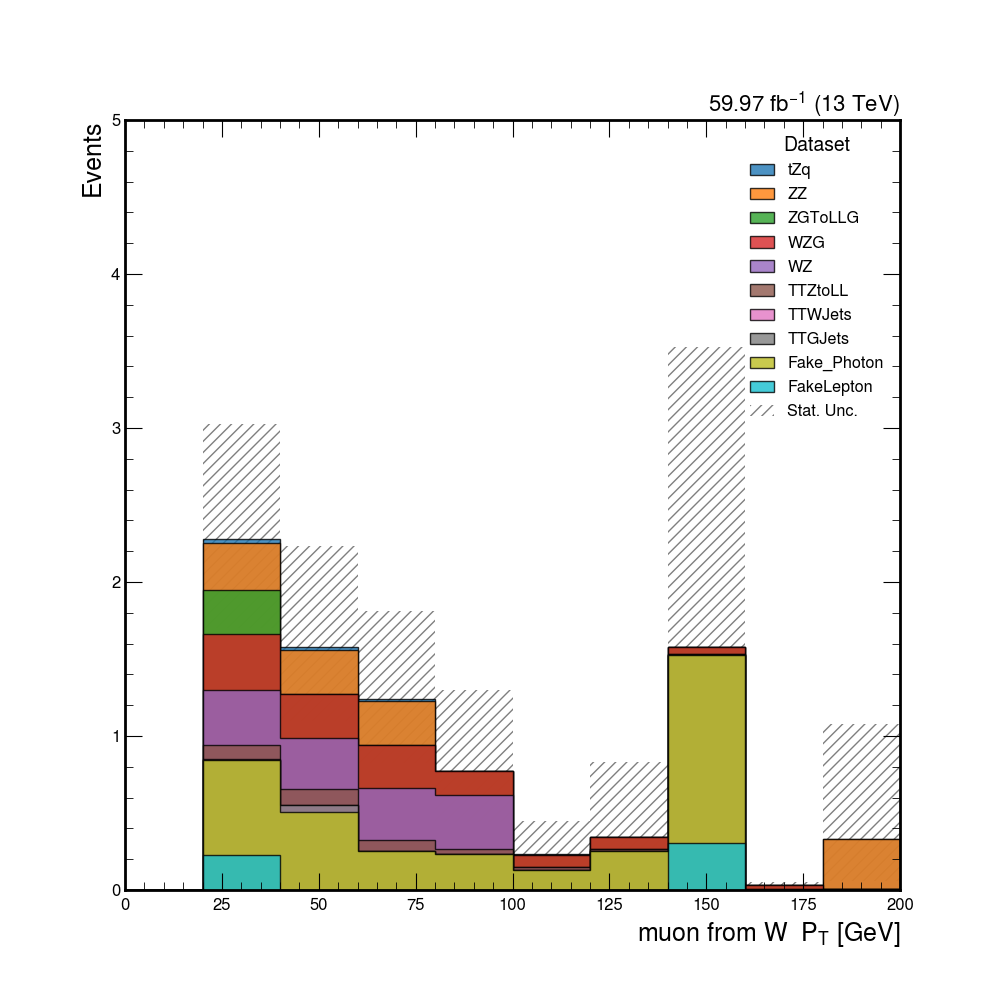 59.97 fb⁻¹ (13 TeV)
Events
5
4
3
2
1
0
Dataset
tZq
ZZ
ZGToLLG
WZG
WZ
TTZtoLL
TTWJets
TTGJets
Fake_Photon
FakeLepton
Stat. Unc.
0 25 50 75 100 125 150 175 200
muon from W P_T [GeV]